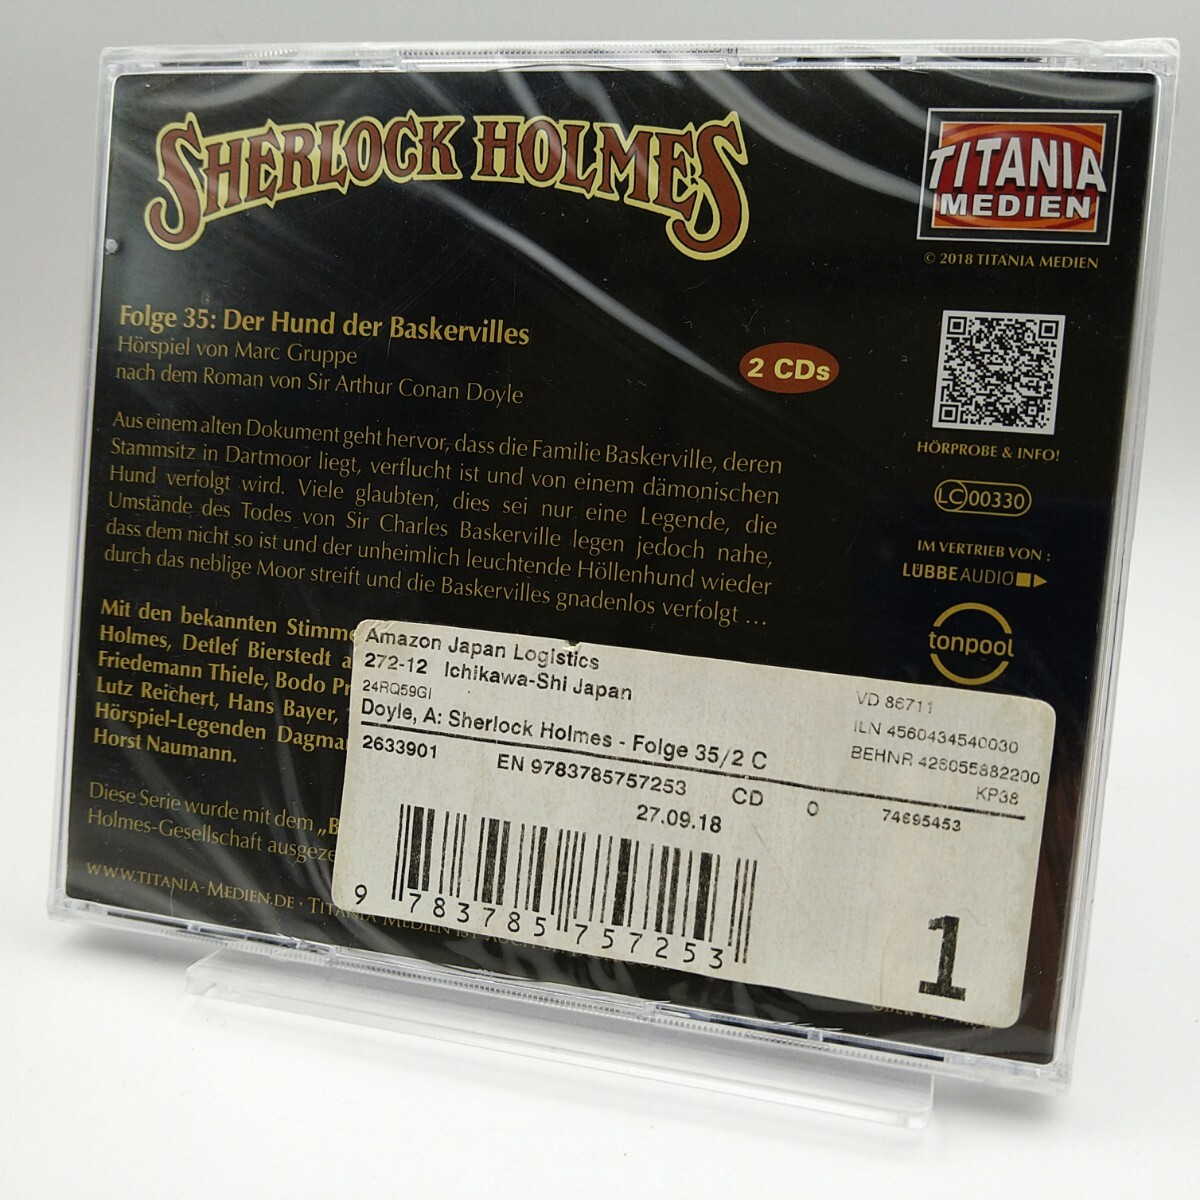 SHERLOCK HOLMES
TITANIA
MEDIEN
© 2018 TITANIA MEDIEN
Folge 35: Der Hund der Baskervilles
Hörspiel von Marc Gruppe
nach dem Roman von Sir Arthur Conan Doyle
2 CDs
HÖRPROBE & INFO!
LC 00330
IM VERTRIEB VON :
LÜBBE AUDIO
tonpool
Aus einem alten Dokument geht hervor, dass die Familie Baskerville, deren
Stammsitz in Dartmoor liegt, verflucht ist und von einem dämonischen
Hund verfolgt wird. Viele glaubten, dies sei nur eine Legende, die
Umstände des Todes von Sir Charles Baskerville legen jedoch nahe,
dass dem nicht so ist und der unheimlich leuchtende Höllenhund wieder
durch das neblige Moor streift und die Baskervilles gnadenlos verfolgt ...
Mit den bekannten Stimme
Holmes, Detlef Bierstedt a
Friedemann Thiele, Bodo Pr
Lutz Reichert, Hans Bayer,
Hörspiel-Legenden Dagma
Horst Naumann.
Diese Serie wurde mit dem „B
Holmes-Gesellschaft ausgeze
WWW.TITANIA-MEDIEN.DE · TITANIA MEDIEN IST AUCH
Amazon Japan Logistics
272-12 Ichikawa-Shi Japan
24RQ59GI
Doyle, A: Sherlock Holmes - Folge 35/2 C
2633901 EN 9783785757253 CD 0 74695453
27.09.18
VD 86711
ILN 4560434540030
BEHNR 426055882200
KP38
9 783785 757253
1